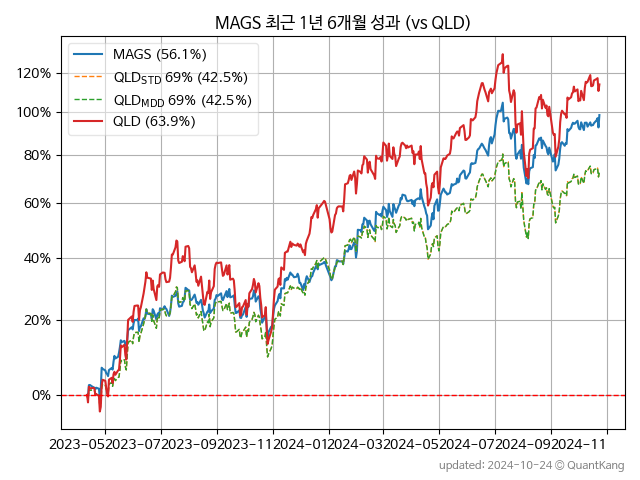 MAGS 최근 1년 6개월 성과 (vs QLD)
MAGS (56.1%)
QLD_STD 69% (42.5%)
QLD_MDD 69% (42.5%)
QLD (63.9%)
120%
100%
80%
60%
40%
20%
0%
2023-05 2023-07 2023-09 2023-11 2024-01 2024-03 2024-05 2024-07 2024-09 2024-11
updated: 2024-10-24 © QuantKang